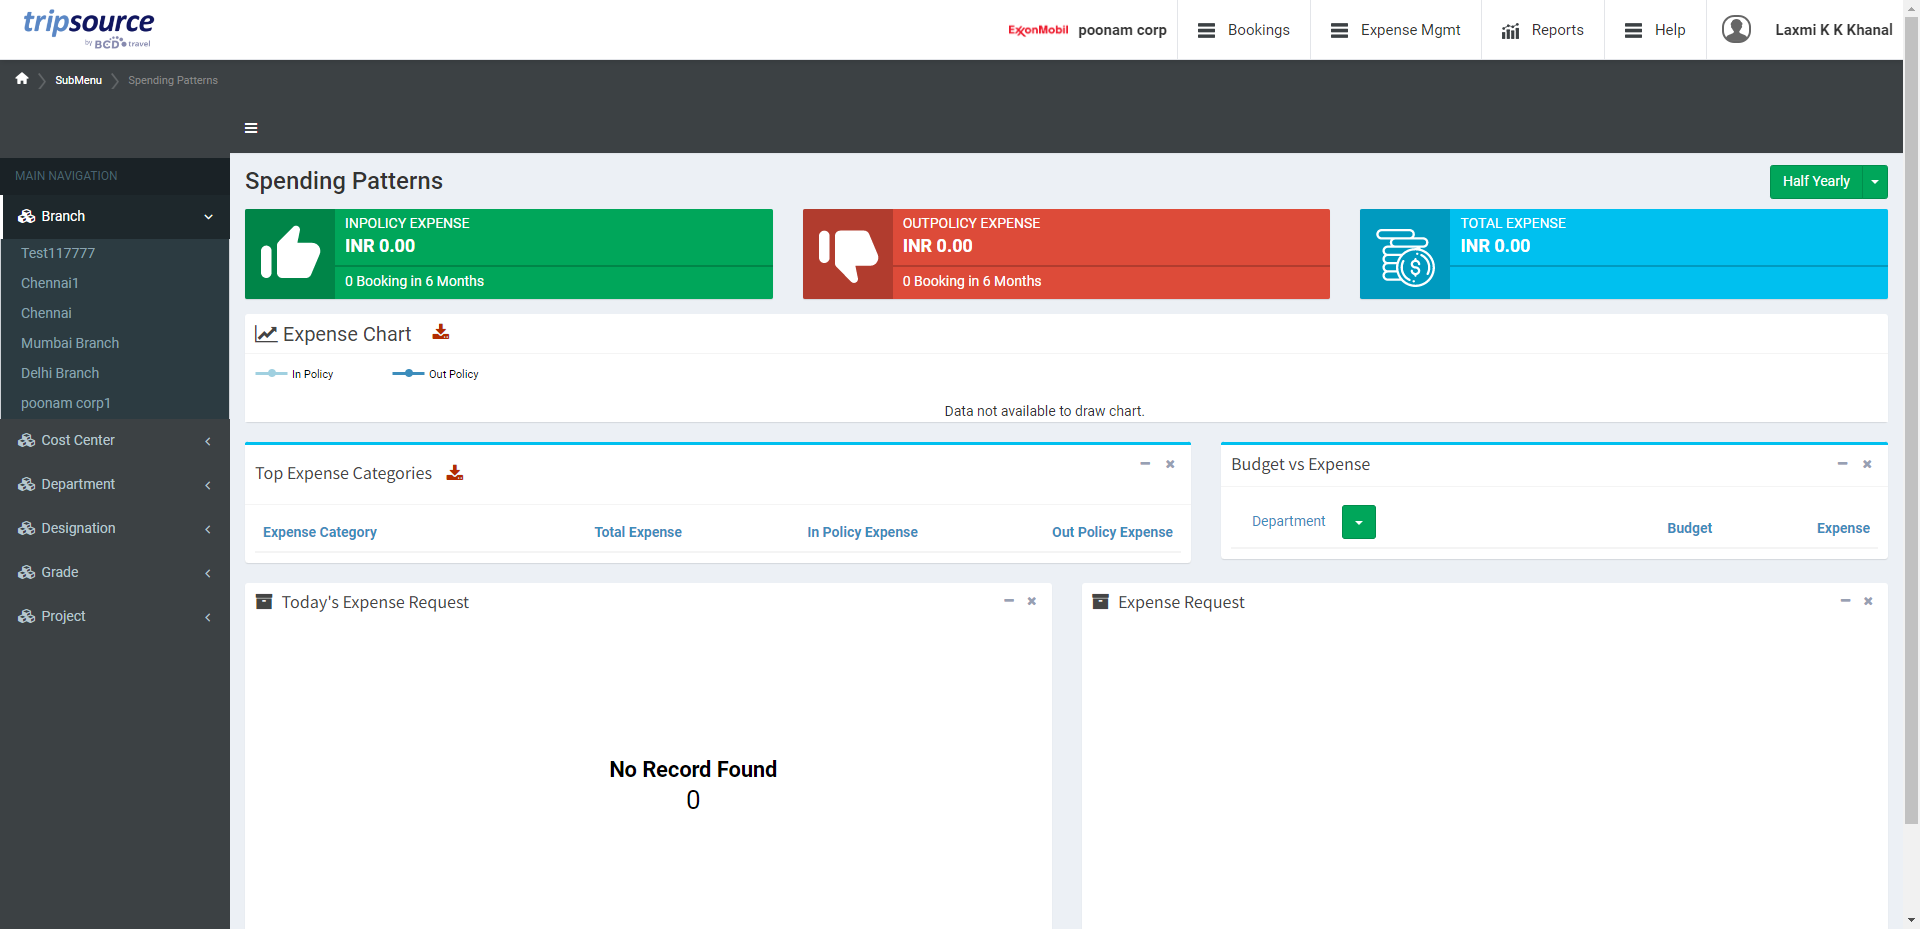 tripsource
by BCD travel
ExxonMobil poonam corp
Bookings
Expense Mgmt
Reports
Help
Laxmi K K Khanal
SubMenu
Spending Patterns
MAIN NAVIGATION
Branch
Test117777
Chennai1
Chennai
Mumbai Branch
Delhi Branch
poonam corp1
Cost Center
Department
Designation
Grade
Project
Spending Patterns
Half Yearly
INPOLICY EXPENSE
INR 0.00
0 Booking in 6 Months
OUTPOLICY EXPENSE
INR 0.00
0 Booking in 6 Months
TOTAL EXPENSE
INR 0.00
Expense Chart
In Policy
Out Policy
Data not available to draw chart.
Top Expense Categories
Expense Category Total Expense In Policy Expense Out Policy Expense
Budget vs Expense
Department Budget Expense
Today's Expense Request
No Record Found
0
Expense Request